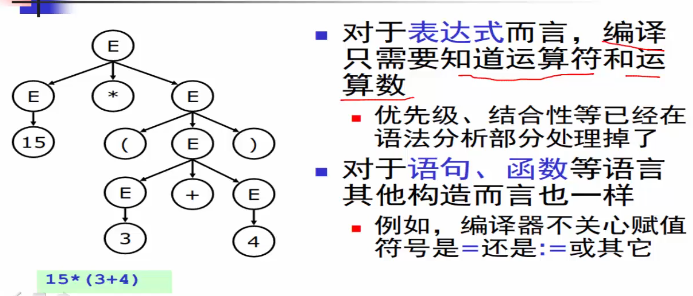 E
E
*
E
15
(
E
)
E
+
E
3
4
15*(3+4)
对于表达式而言，编译
只需要知道运算符和运
算数
优先级、结合性等已经在
语法分析部分处理掉了
对于语句、函数等语言
其他构造而言也一样
例如，编译器不关心赋值
符号是=还是:=或其它